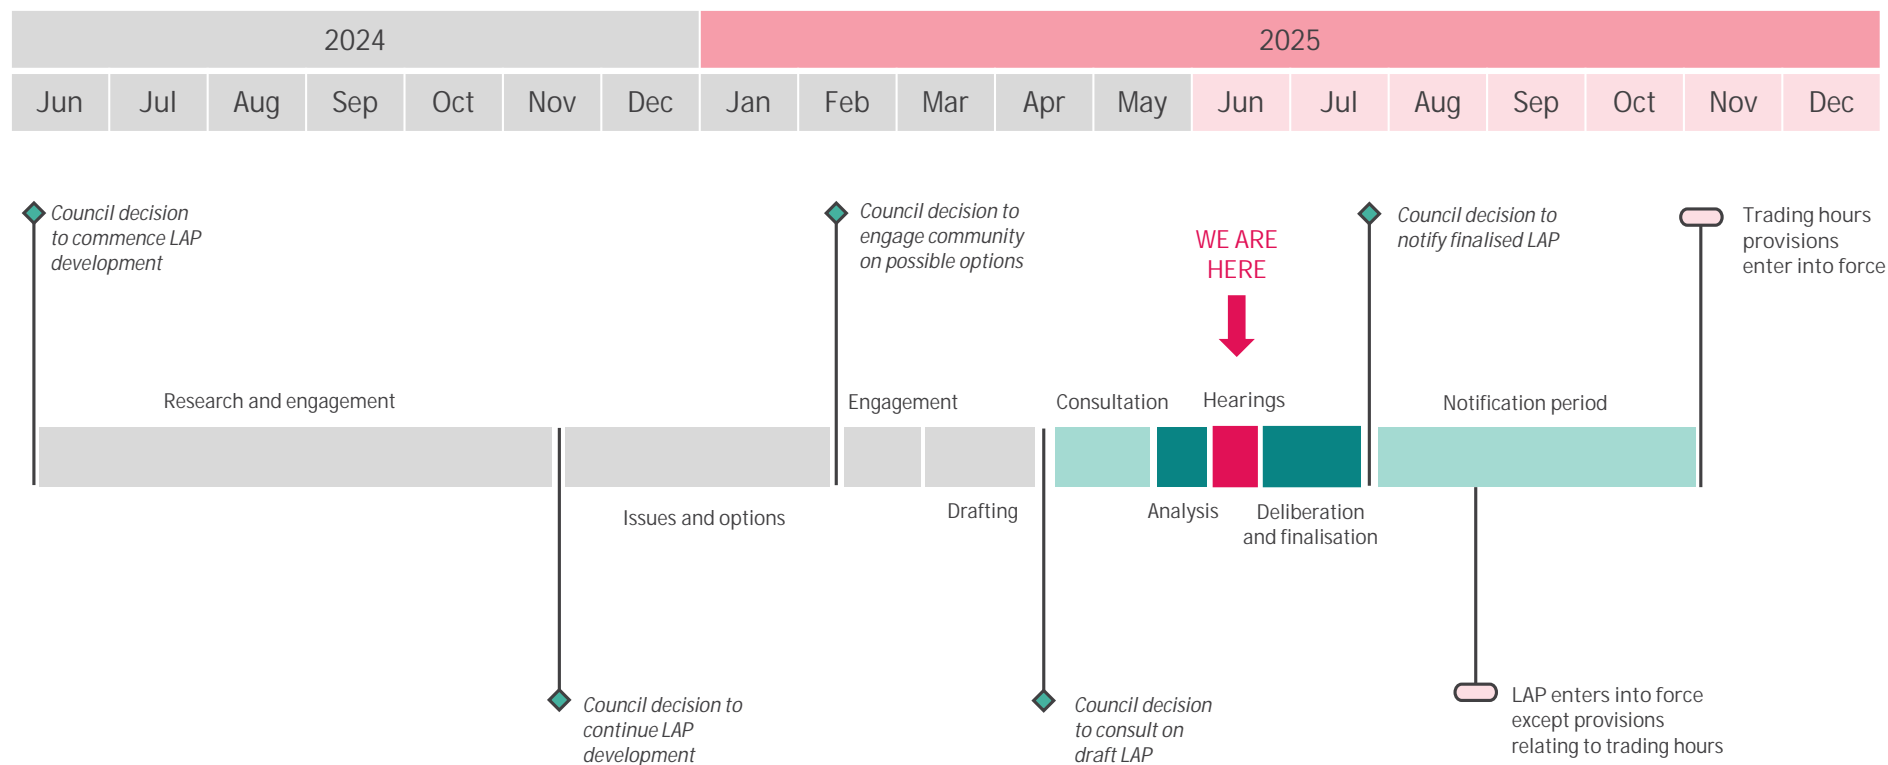 2024
2025
Jun
Jul
Aug
Sep
Oct
Nov
Dec
Jan
Feb
Mar
Apr
May
Jun
Jul
Aug
Sep
Oct
Nov
Dec
Council decision
to commence LAP
development
Council decision to
engage community
on possible options
WE ARE
HERE
Council decision to
notify finalised LAP
Trading hours
provisions
enter into force
Research and engagement
Engagement
Consultation
Hearings
Notification period
Issues and options
Drafting
Analysis
Deliberation
and finalisation
Council decision to
continue LAP
development
Council decision
to consult on
draft LAP
LAP enters into force
except provisions
relating to trading hours